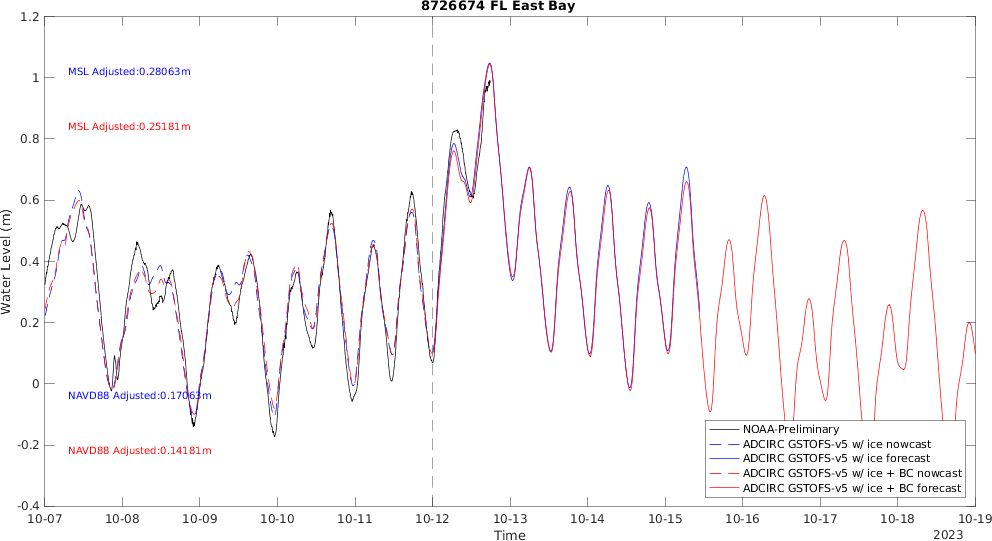 8726674 FL East Bay
1.2
1
0.8
0.6
0.4
0.2
0
-0.2
-0.4
Water Level (m)
MSL Adjusted:0.28063m
MSL Adjusted:0.25181m
NAVD88 Adjusted:0.17063m
NAVD88 Adjusted:0.14181m
NOAA-Preliminary
ADCIRC GSTOFS-v5 w/ ice nowcast
ADCIRC GSTOFS-v5 w/ ice forecast
ADCIRC GSTOFS-v5 w/ ice + BC nowcast
ADCIRC GSTOFS-v5 w/ ice + BC forecast
10-07 10-08 10-09 10-10 10-11 10-12 10-13 10-14 10-15 10-16 10-17 10-18 10-19
Time
2023